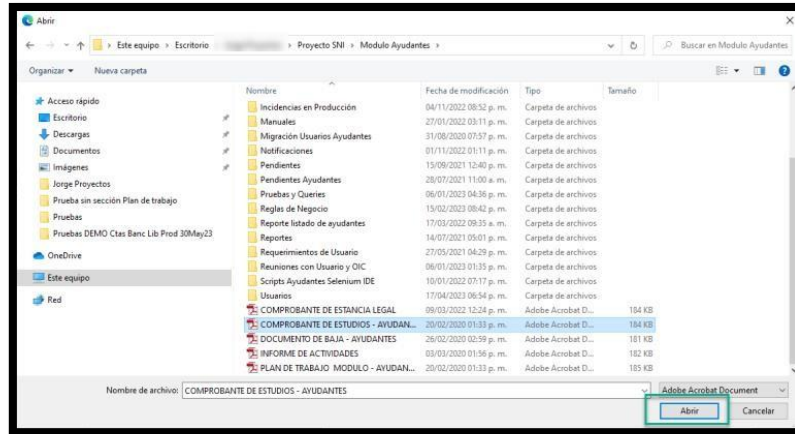 Abrir
Este equipo > Escritorio > Proyecto SNI > Modulo Ayudantes >
Buscar en Modulo Ayudantes
Organizar Nueva carpeta
Acceso rápido
Escritorio
Descargas
Documentos
Imágenes
Jorge Proyectos
Prueba sin sección Plan de trabajo
Pruebas
Pruebas DEMO Ctas Banc Lib Prod 30May23
OneDrive
Este equipo
Red
Nombre Fecha de modificación Tipo Tamaño
Incidencias en Producción 04/11/2022 08:52 p. m. Carpeta de archivos
Manuales 27/01/2022 03:11 p. m. Carpeta de archivos
Migración Usuarios Ayudantes 31/08/2020 07:57 p. m. Carpeta de archivos
Notificaciones 01/11/2022 01:11 p. m. Carpeta de archivos
Pendientes 15/09/2021 12:40 p. m. Carpeta de archivos
Pendientes Ayudantes 28/07/2021 11:00 a. m. Carpeta de archivos
Pruebas y Queries 06/01/2023 04:36 p. m. Carpeta de archivos
Reglas de Negocio 15/02/2023 08:42 p. m. Carpeta de archivos
Reporte listado de ayudantes 17/03/2022 09:35 a. m. Carpeta de archivos
Reportes 14/07/2021 05:01 p. m. Carpeta de archivos
Requerimientos de Usuario 27/05/2021 04:29 p. m. Carpeta de archivos
Reuniones con Usuario y OIC 06/01/2023 01:35 p. m. Carpeta de archivos
Scripts Ayudantes Selenium IDE 10/01/2022 07:17 p. m. Carpeta de archivos
Usuarios 17/04/2023 06:54 p. m. Carpeta de archivos
COMPROBANTE DE ESTANCIA LEGAL 09/03/2022 12:24 p. m. Adobe Acrobat D... 184 KB
COMPROBANTE DE ESTUDIOS - AYUDAN... 20/02/2020 01:33 p. m. Adobe Acrobat D... 184 KB
DOCUMENTO DE BAJA - AYUDANTES 26/02/2020 02:59 p. m. Adobe Acrobat D... 181 KB
INFORME DE ACTIVIDADES 03/03/2020 01:56 p. m. Adobe Acrobat D... 182 KB
PLAN DE TRABAJO MODULO - AYUDAN... 20/02/2020 01:33 p. m. Adobe Acrobat D... 185 KB
Nombre de archivo: COMPROBANTE DE ESTUDIOS - AYUDANTES Adobe Acrobat Document
Abrir Cancelar